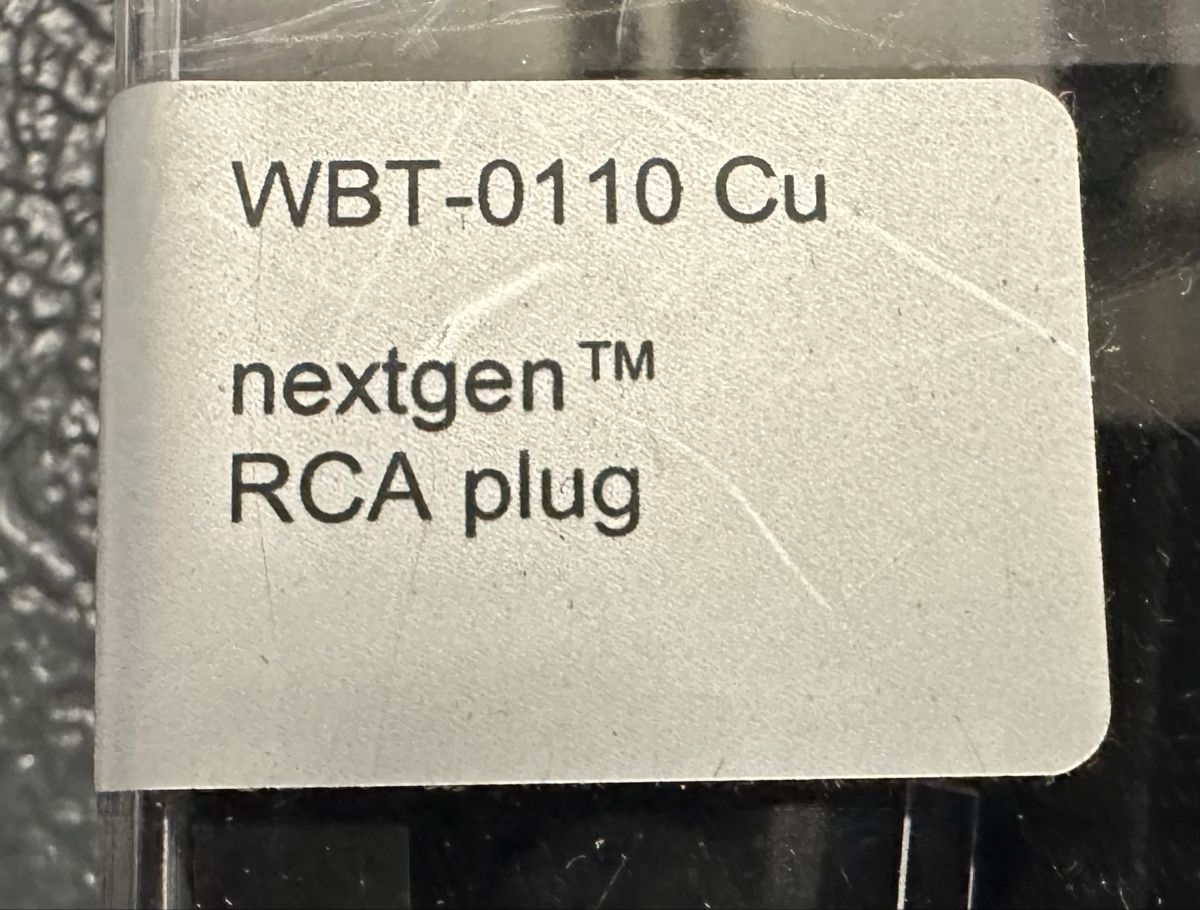 WBT-0110 Cu
nextgen™
RCA plug